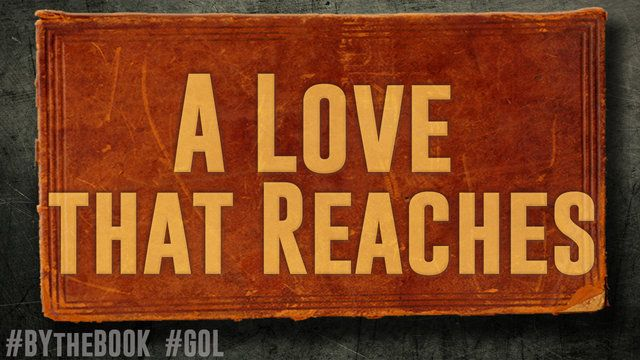 A Love
that Reaches
#BYtheBOOK #GOL